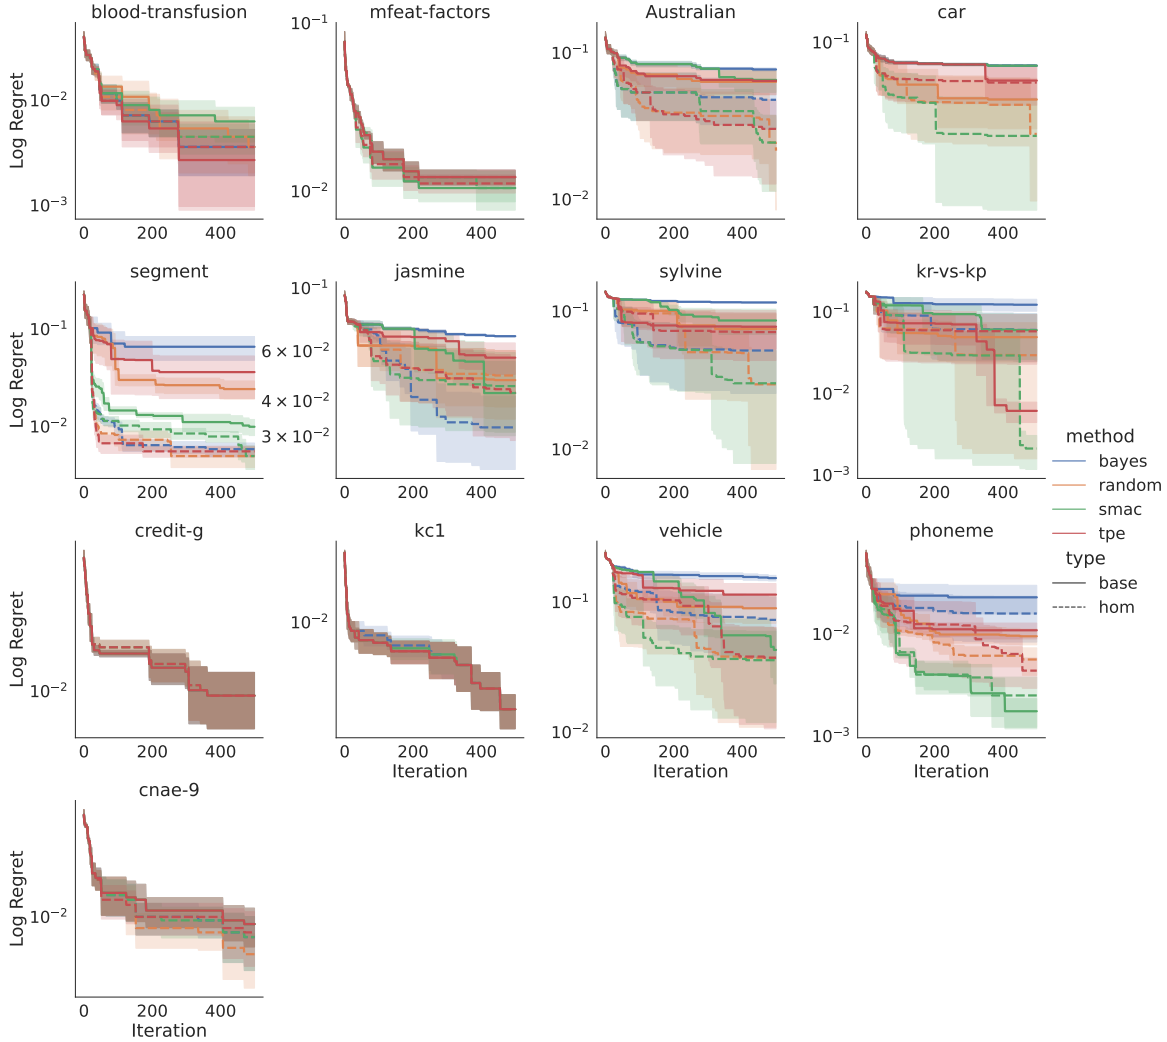 blood-transfusion
mfeat-factors
Australian
car
Log Regret
10⁻²
10⁻³
0 200 400
10⁻¹
10⁻²
0 200 400
10⁻¹
10⁻²
0 200 400
10⁻¹
0 200 400
segment
jasmine
sylvine
kr-vs-kp
Log Regret
10⁻¹
10⁻²
0 200 400
10⁻¹
6 × 10⁻²
4 × 10⁻²
3 × 10⁻²
0 200 400
10⁻¹
10⁻²
0 200 400
10⁻¹
10⁻²
10⁻³
0 200 400
method
bayes
random
smac
tpe
type
base
hom
credit-g
kc1
vehicle
phoneme
Log Regret
10⁻²
0 200 400
10⁻²
0 200 400
Iteration
10⁻¹
10⁻²
0 200 400
Iteration
10⁻²
10⁻³
0 200 400
Iteration
cnae-9
Log Regret
10⁻²
0 200 400
Iteration